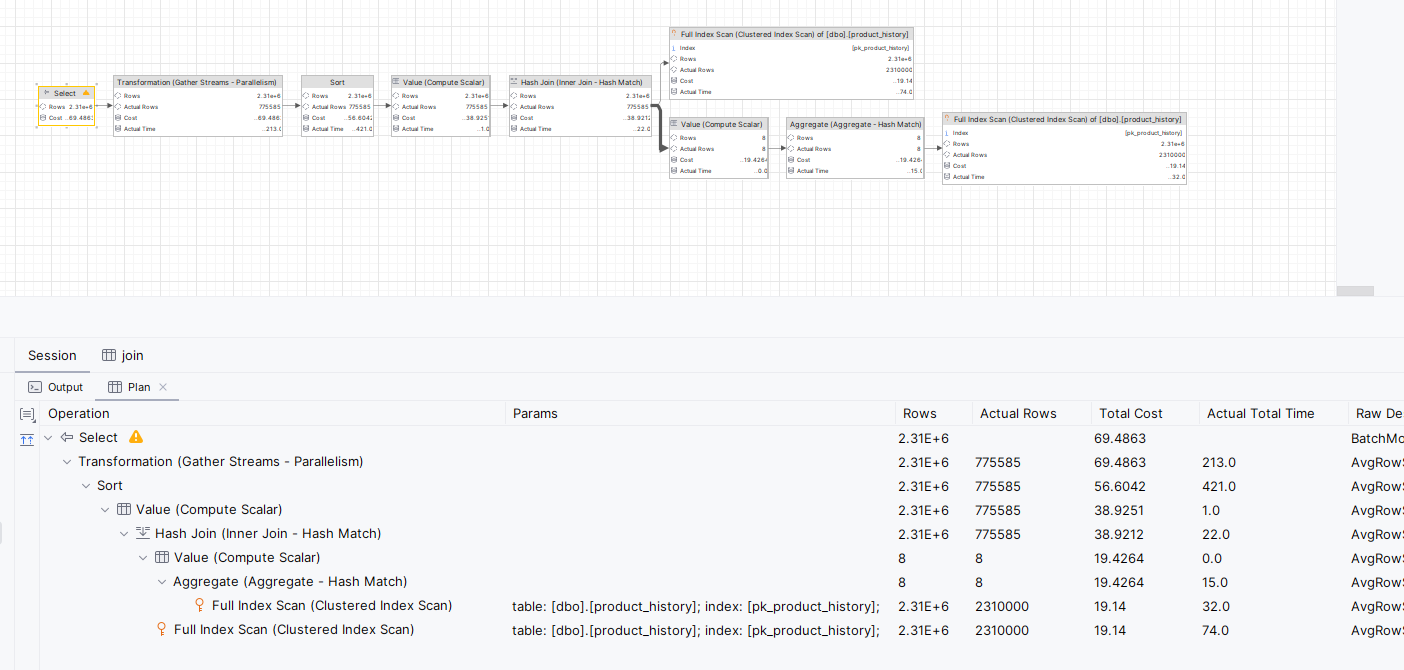 Full Index Scan (Clustered Index Scan) of [dbo].[product_history]
Index [pk_product_history]
Rows 2.31e+6
Actual Rows 2310000
Cost ..19.14
Actual Time ..74.0
Select
Rows 2.31e+6
Cost ..69.4863
Transformation (Gather Streams - Parallelism)
Rows 2.31e+6
Actual Rows 775585
Cost ..69.486
Actual Time ..213.0
Sort
Rows 2.31e+6
Actual Rows 775585
Cost ..56.6042
Actual Time ..421.0
Value (Compute Scalar)
Rows 2.31e+6
Actual Rows 775585
Cost ..38.925
Actual Time ..1.0
Hash Join (Inner Join - Hash Match)
Rows 2.31e+6
Actual Rows 775585
Cost ..38.921
Actual Time ..22.0
Value (Compute Scalar)
Rows 8
Actual Rows 8
Cost ..19.4264
Actual Time ..0.0
Aggregate (Aggregate - Hash Match)
Rows 8
Actual Rows 8
Cost ..19.426
Actual Time ..15.0
Full Index Scan (Clustered Index Scan) of [dbo].[product_history]
Index [pk_product_history]
Rows 2.31e+6
Actual Rows 2310000
Cost ..19.14
Actual Time ..32.0
Session join
Output Plan
Operation Params Rows Actual Rows Total Cost Actual Total Time Raw De
Select 2.31E+6 69.4863 BatchMo
Transformation (Gather Streams - Parallelism) 2.31E+6 775585 69.4863 213.0 AvgRowS
Sort 2.31E+6 775585 56.6042 421.0 AvgRowS
Value (Compute Scalar) 2.31E+6 775585 38.9251 1.0 AvgRowS
Hash Join (Inner Join - Hash Match) 2.31E+6 775585 38.9212 22.0 AvgRowS
Value (Compute Scalar) 8 8 19.4264 0.0 AvgRowS
Aggregate (Aggregate - Hash Match) 8 8 19.4264 15.0 AvgRowS
Full Index Scan (Clustered Index Scan) table: [dbo].[product_history]; index: [pk_product_history]; 2.31E+6 2310000 19.14 32.0 AvgRowS
Full Index Scan (Clustered Index Scan) table: [dbo].[product_history]; index: [pk_product_history]; 2.31E+6 2310000 19.14 74.0 AvgRowS